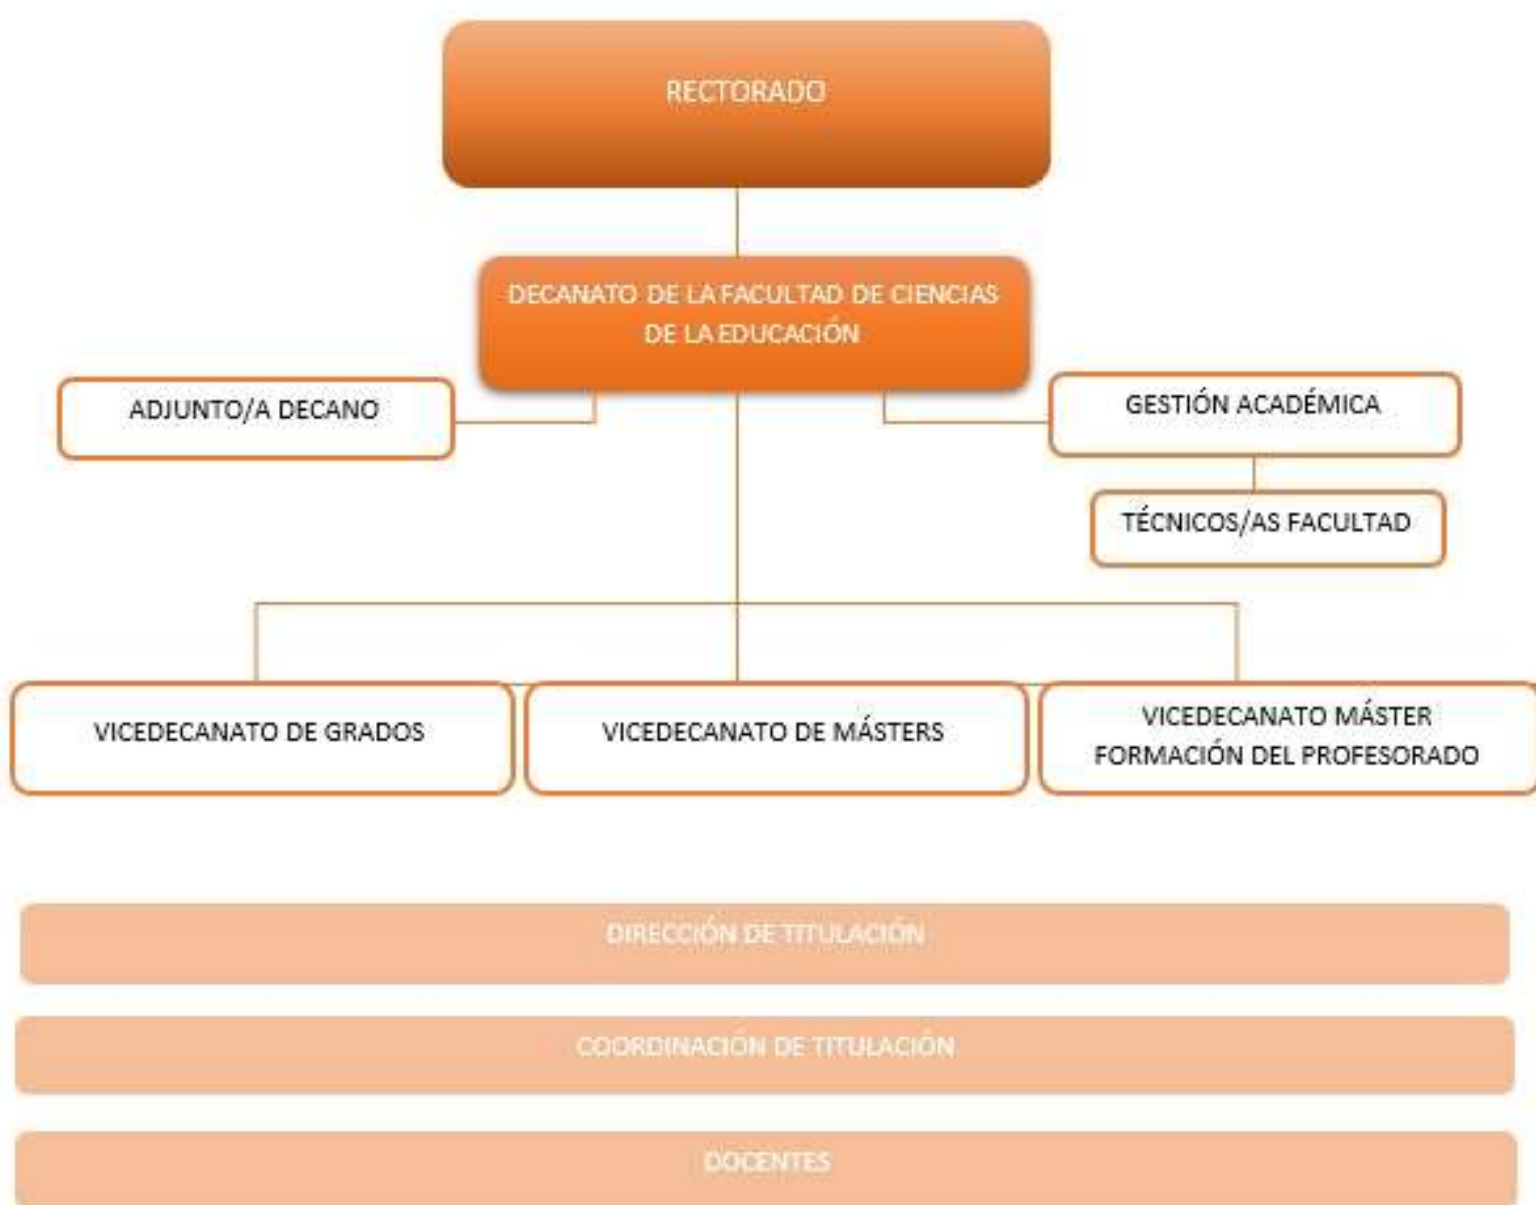 RECTORADO
DECANATO DE LA FACULTAD DE CIENCIAS
DE LA EDUCACIÓN
ADJUNTO/A DECANO
GESTIÓN ACADÉMICA
TÉCNICOS/AS FACULTAD
VICEDECANATO DE GRADOS
VICEDECANATO DE MÁSTERS
VICEDECANATO MÁSTER
FORMACIÓN DEL PROFESORADO
DIRECCIÓN DE TITULACIÓN
COORDINACIÓN DE TITULACIÓN
DOCENTES